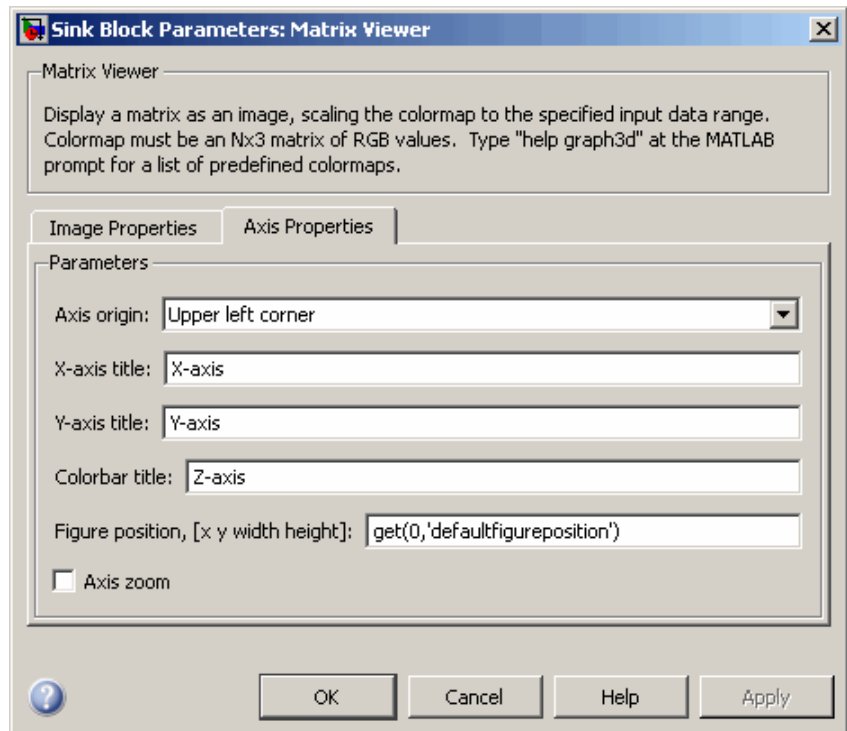 Sink Block Parameters: Matrix Viewer
Matrix Viewer
Display a matrix as an image, scaling the colormap to the specified input data range.
Colormap must be an Nx3 matrix of RGB values.  Type "help graph3d" at the MATLAB
prompt for a list of predefined colormaps.
Image Properties Axis Properties
Parameters
Axis origin: Upper left corner
X-axis title: X-axis
Y-axis title: Y-axis
Colorbar title: Z-axis
Figure position, [x y width height]: get(0,'defaultfigureposition')
Axis zoom
? OK Cancel Help Apply